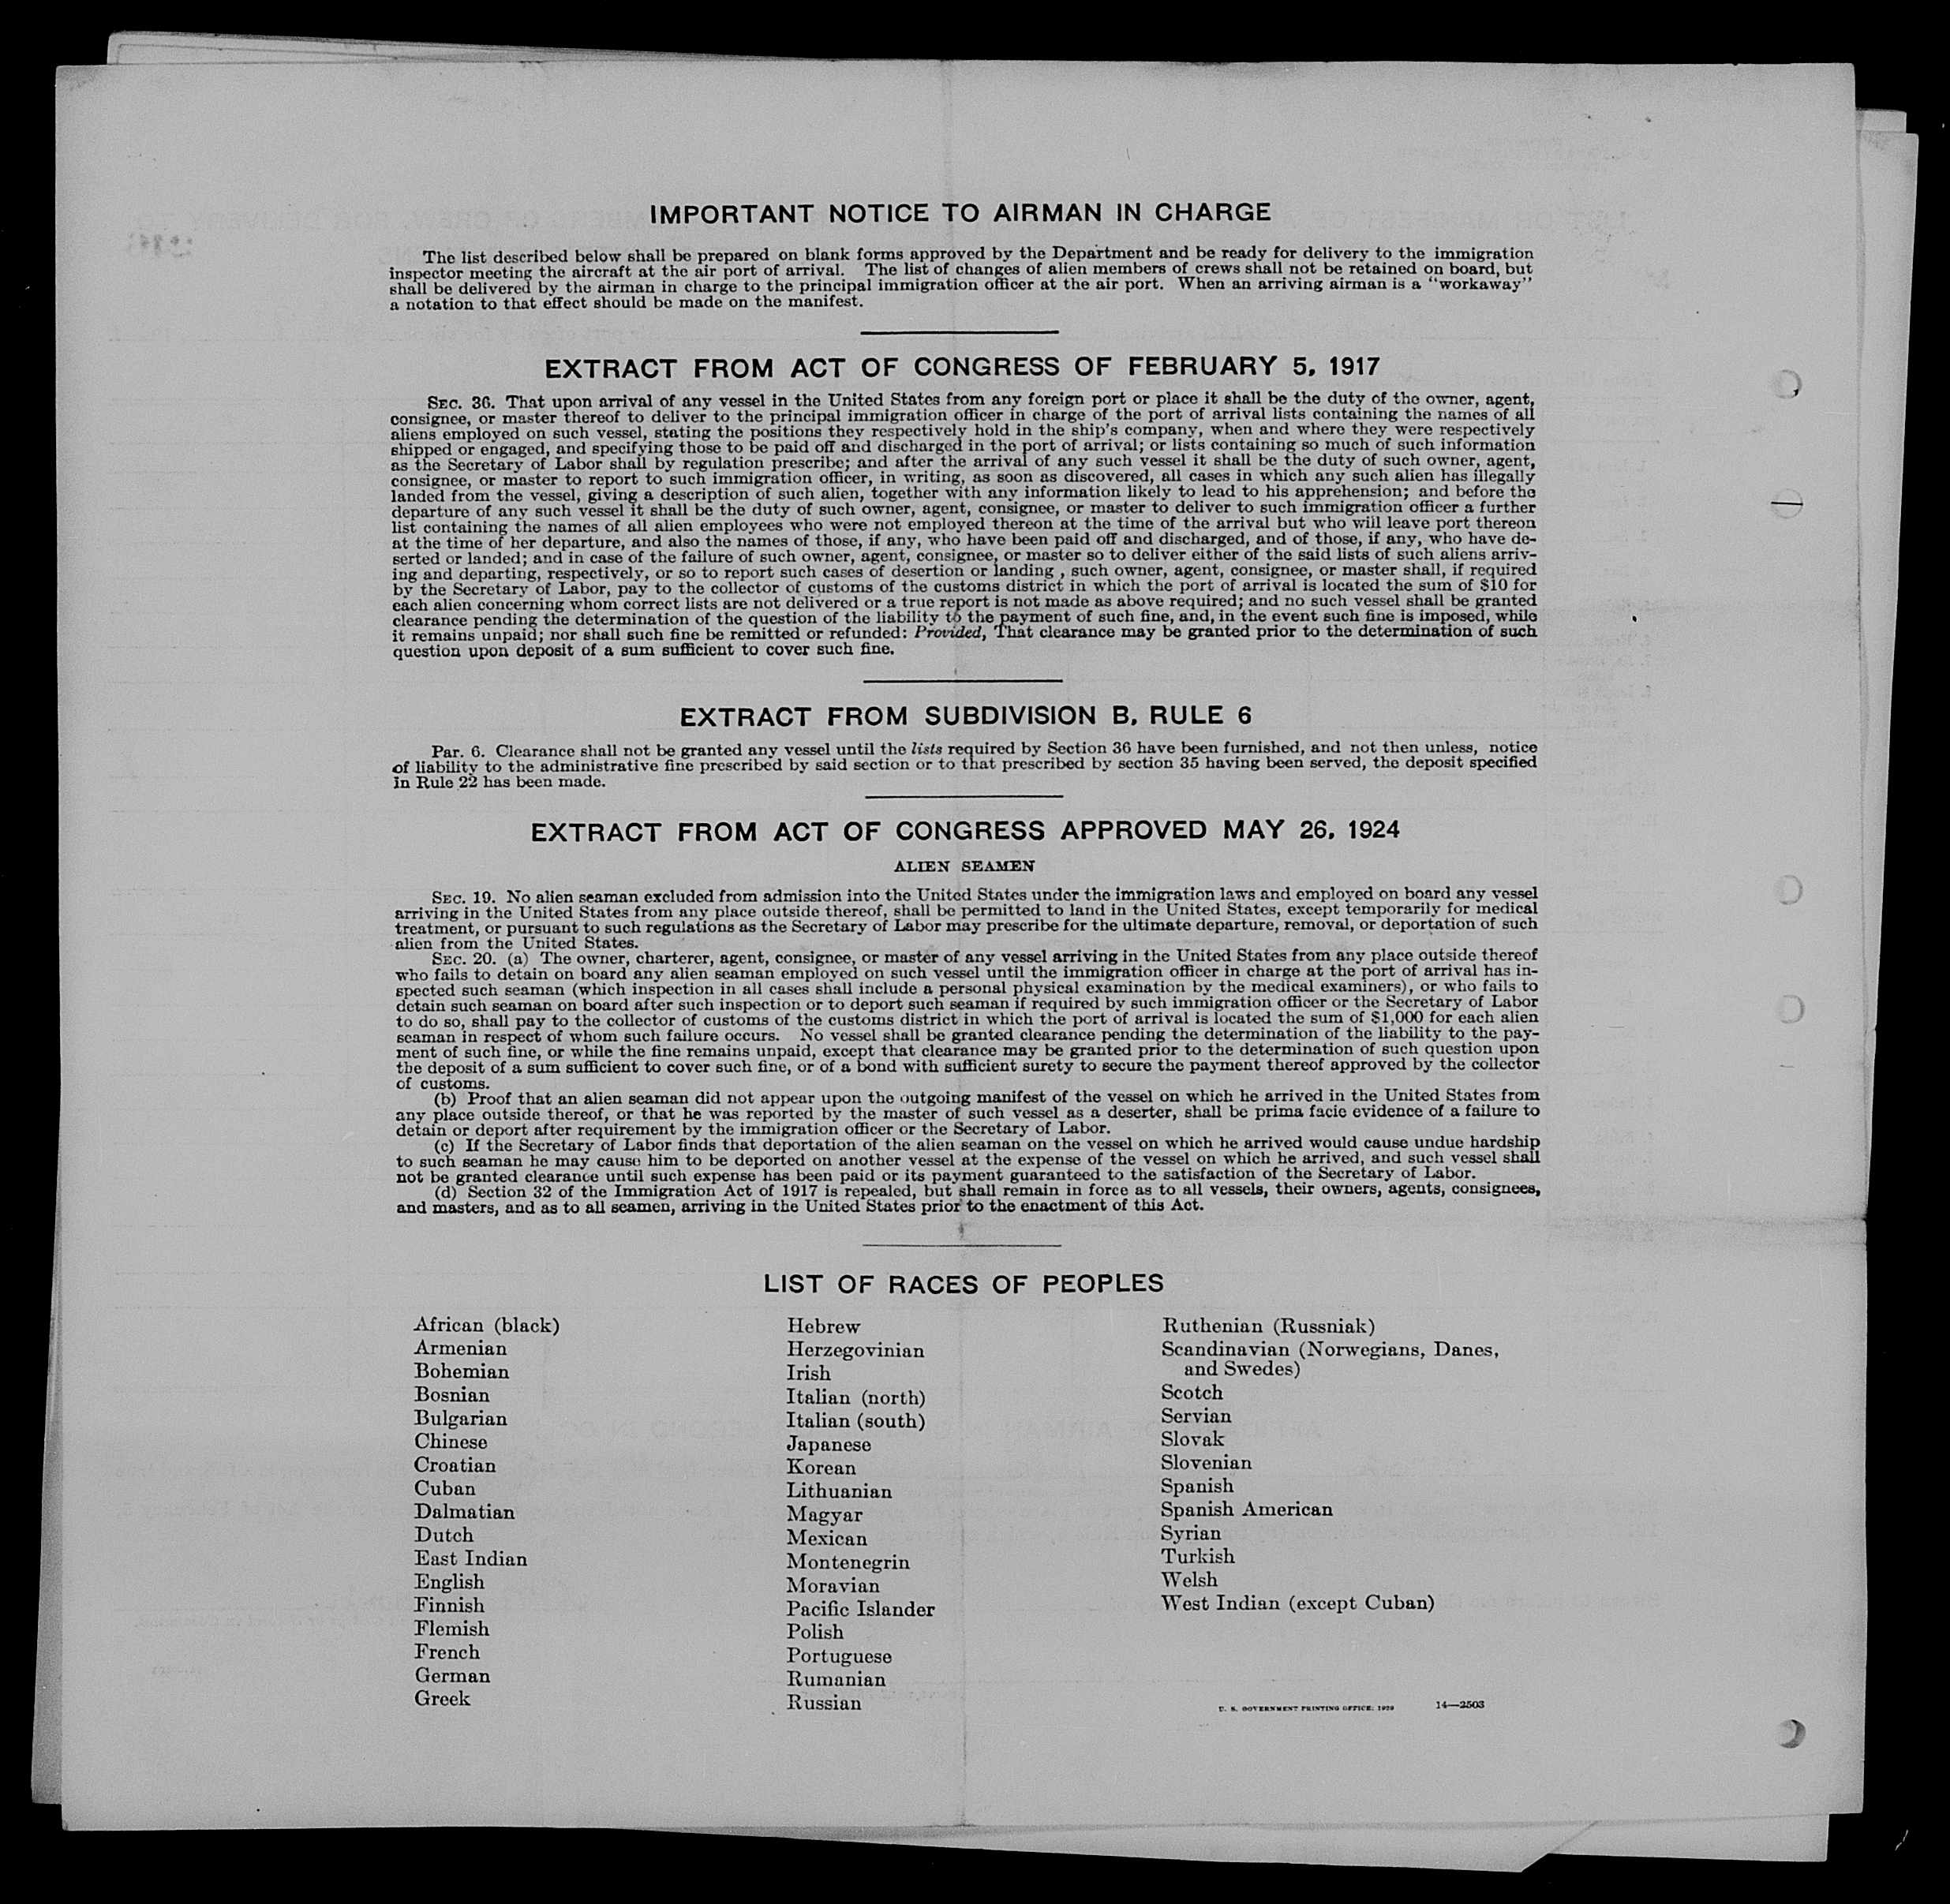 IMPORTANT NOTICE TO AIRMAN IN CHARGE
The list described below shall be prepared on blank forms approved by the Department and be ready for delivery to the immigration
inspector meeting the aircraft at the air port of arrival. The list of changes of alien members of crews shall not be retained on board, but
shall be delivered by the airman in charge to the principal immigration officer at the air port. When an arriving airman is a "workaway"
a notation to that effect should be made on the manifest.
EXTRACT FROM ACT OF CONGRESS OF FEBRUARY 5, 1917
SEC. 36. That upon arrival of any vessel in the United States from any foreign port or place it shall be the duty of the owner, agent,
consignee, or master thereof to deliver to the principal immigration officer in charge of the port of arrival lists containing the names of all
aliens employed on such vessel, stating the positions they respectively hold in the ship's company, when and where they were respectively
shipped or engaged, and specifying those to be paid off and discharged in the port of arrival; or lists containing so much of such information
as the Secretary of Labor shall by regulation prescribe; and after the arrival of any such vessel it shall be the duty of such owner, agent,
consignee, or master to report to such immigration officer, in writing, as soon as discovered, all cases in which any such alien has illegally
landed from the vessel, giving a description of such alien, together with any information likely to lead to his apprehension; and before the
departure of any such vessel it shall be the duty of such owner, agent, consignee, or master to deliver to such immigration officer a further
list containing the names of all alien employees who were not employed thereon at the time of the arrival but who will leave port thereon
at the time of her departure, and also the names of those, if any, who have been paid off and discharged, and of those, if any, who have de-
serted or landed; and in case of the failure of such owner, agent, consignee, or master so to deliver either of the said lists of such aliens arriv-
ing and departing, respectively, or so to report such cases of desertion or landing , such owner, agent, consignee, or master shall, if required
by the Secretary of Labor, pay to the collector of customs of the customs district in which the port of arrival is located the sum of $10 for
each alien concerning whom correct lists are not delivered or a true report is not made as above required; and no such vessel shall be granted
clearance pending the determination of the question of the liability to the payment of such fine, and, in the event such fine is imposed, while
it remains unpaid; nor shall such fine be remitted or refunded: Provided, That clearance may be granted prior to the determination of such
question upon deposit of a sum sufficient to cover such fine.
EXTRACT FROM SUBDIVISION B, RULE 6
Par. 6. Clearance shall not be granted any vessel until the lists required by Section 36 have been furnished, and not then unless, notice
of liability to the administrative fine prescribed by said section or to that prescribed by section 35 having been served, the deposit specified
in Rule 22 has been made.
EXTRACT FROM ACT OF CONGRESS APPROVED MAY 26, 1924
ALIEN SEAMEN
SEC. 19. No alien seaman excluded from admission into the United States under the immigration laws and employed on board any vessel
arriving in the United States from any place outside thereof, shall be permitted to land in the United States, except temporarily for medical
treatment, or pursuant to such regulations as the Secretary of Labor may prescribe for the ultimate departure, removal, or deportation of such
alien from the United States.
SEC. 20. (a) The owner, charterer, agent, consignee, or master of any vessel arriving in the United States from any place outside thereof
who fails to detain on board any alien seaman employed on such vessel until the immigration officer in charge at the port of arrival has in-
spected such seaman (which inspection in all cases shall include a personal physical examination by the medical examiners), or who fails to
detain such seaman on board after such inspection or to deport such seaman if required by such immigration officer or the Secretary of Labor
to do so, shall pay to the collector of customs of the customs district in which the port of arrival is located the sum of $1,000 for each alien
seaman in respect of whom such failure occurs. No vessel shall be granted clearance pending the determination of the liability to the pay-
ment of such fine, or while the fine remains unpaid, except that clearance may be granted prior to the determination of such question upon
the deposit of a sum sufficient to cover such fine, or of a bond with sufficient surety to secure the payment thereof approved by the collector
of customs.
(b) Proof that an alien seaman did not appear upon the outgoing manifest of the vessel on which he arrived in the United States from
any place outside thereof, or that he was reported by the master of such vessel as a deserter, shall be prima facie evidence of a failure to
detain or deport after requirement by the immigration officer or the Secretary of Labor.
(c) If the Secretary of Labor finds that deportation of the alien seaman on the vessel on which he arrived would cause undue hardship
to such seaman he may cause him to be deported on another vessel at the expense of the vessel on which he arrived, and such vessel shall
not be granted clearance until such expense has been paid or its payment guaranteed to the satisfaction of the Secretary of Labor.
(d) Section 32 of the Immigration Act of 1917 is repealed, but shall remain in force as to all vessels, their owners, agents, consignees,
and masters, and as to all seamen, arriving in the United States prior to the enactment of this Act.
LIST OF RACES OF PEOPLES
African (black)
Armenian
Bohemian
Bosnian
Bulgarian
Chinese
Croatian
Cuban
Dalmatian
Dutch
East Indian
English
Finnish
Flemish
French
German
Greek
Hebrew
Herzegovinian
Irish
Italian (north)
Italian (south)
Japanese
Korean
Lithuanian
Magyar
Mexican
Montenegrin
Moravian
Pacific Islander
Polish
Portuguese
Rumanian
Russian
Ruthenian (Russniak)
Scandinavian (Norwegians, Danes,
and Swedes)
Scotch
Servian
Slovak
Slovenian
Spanish
Spanish American
Syrian
Turkish
Welsh
West Indian (except Cuban)
U. S. GOVERNMENT PRINTING OFFICE: 14—2503